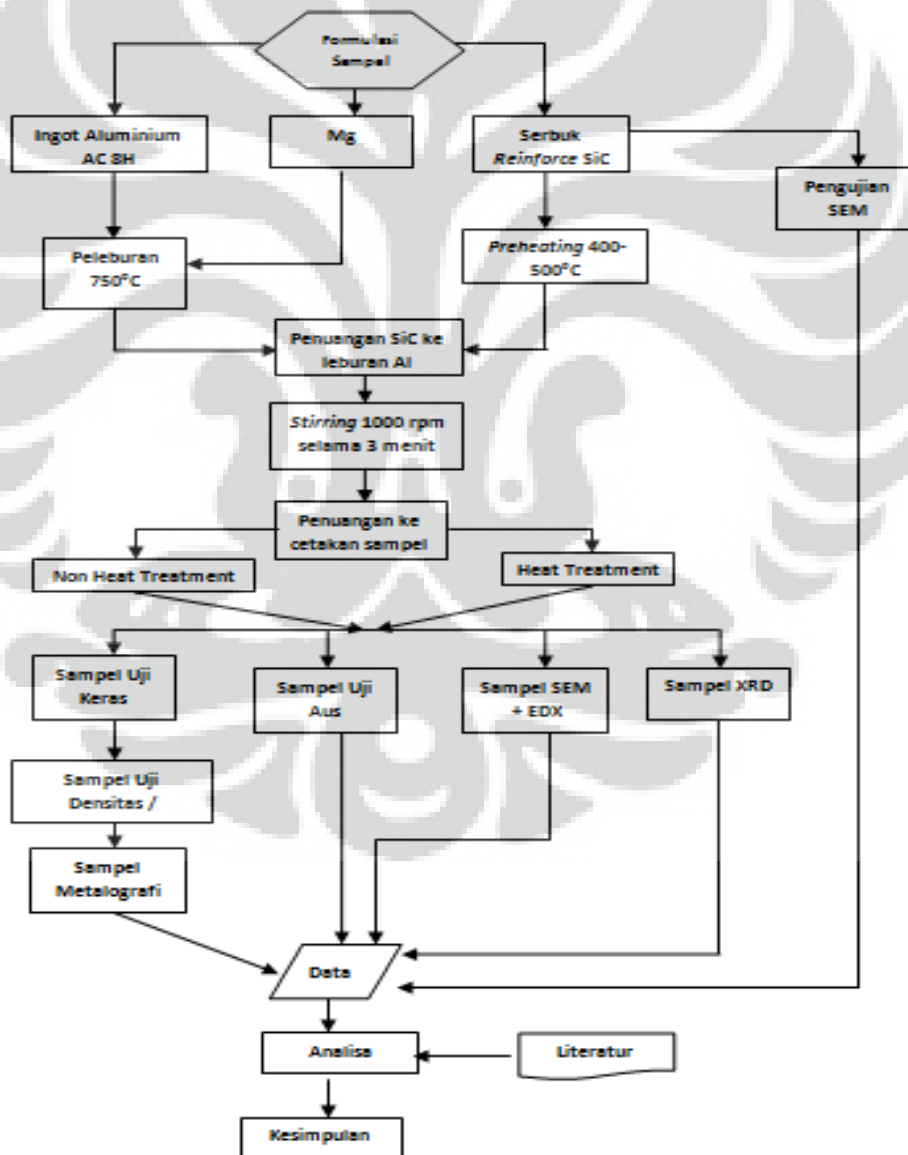 Formulasi
Sampel
Ingot Aluminium
AC 8H
Mg
Serbuk
Reinforce SiC
Pengujian
SEM
Peleburan
750°C
Preheating 400-
500°C
Penuangan SiC ke
leburan Al
Stirring 1000 rpm
selama 3 menit
Penuangan ke
cetakan sampel
Non Heat Treatment
Heat Treatment
Sampel Uji
Keras
Sampel Uji
Aus
Sampel SEM
+ EDX
Sampel XRD
Sampel Uji
Densitas /
Sampel
Metalografi
Data
Analisa
Literatur
Kesimpulan